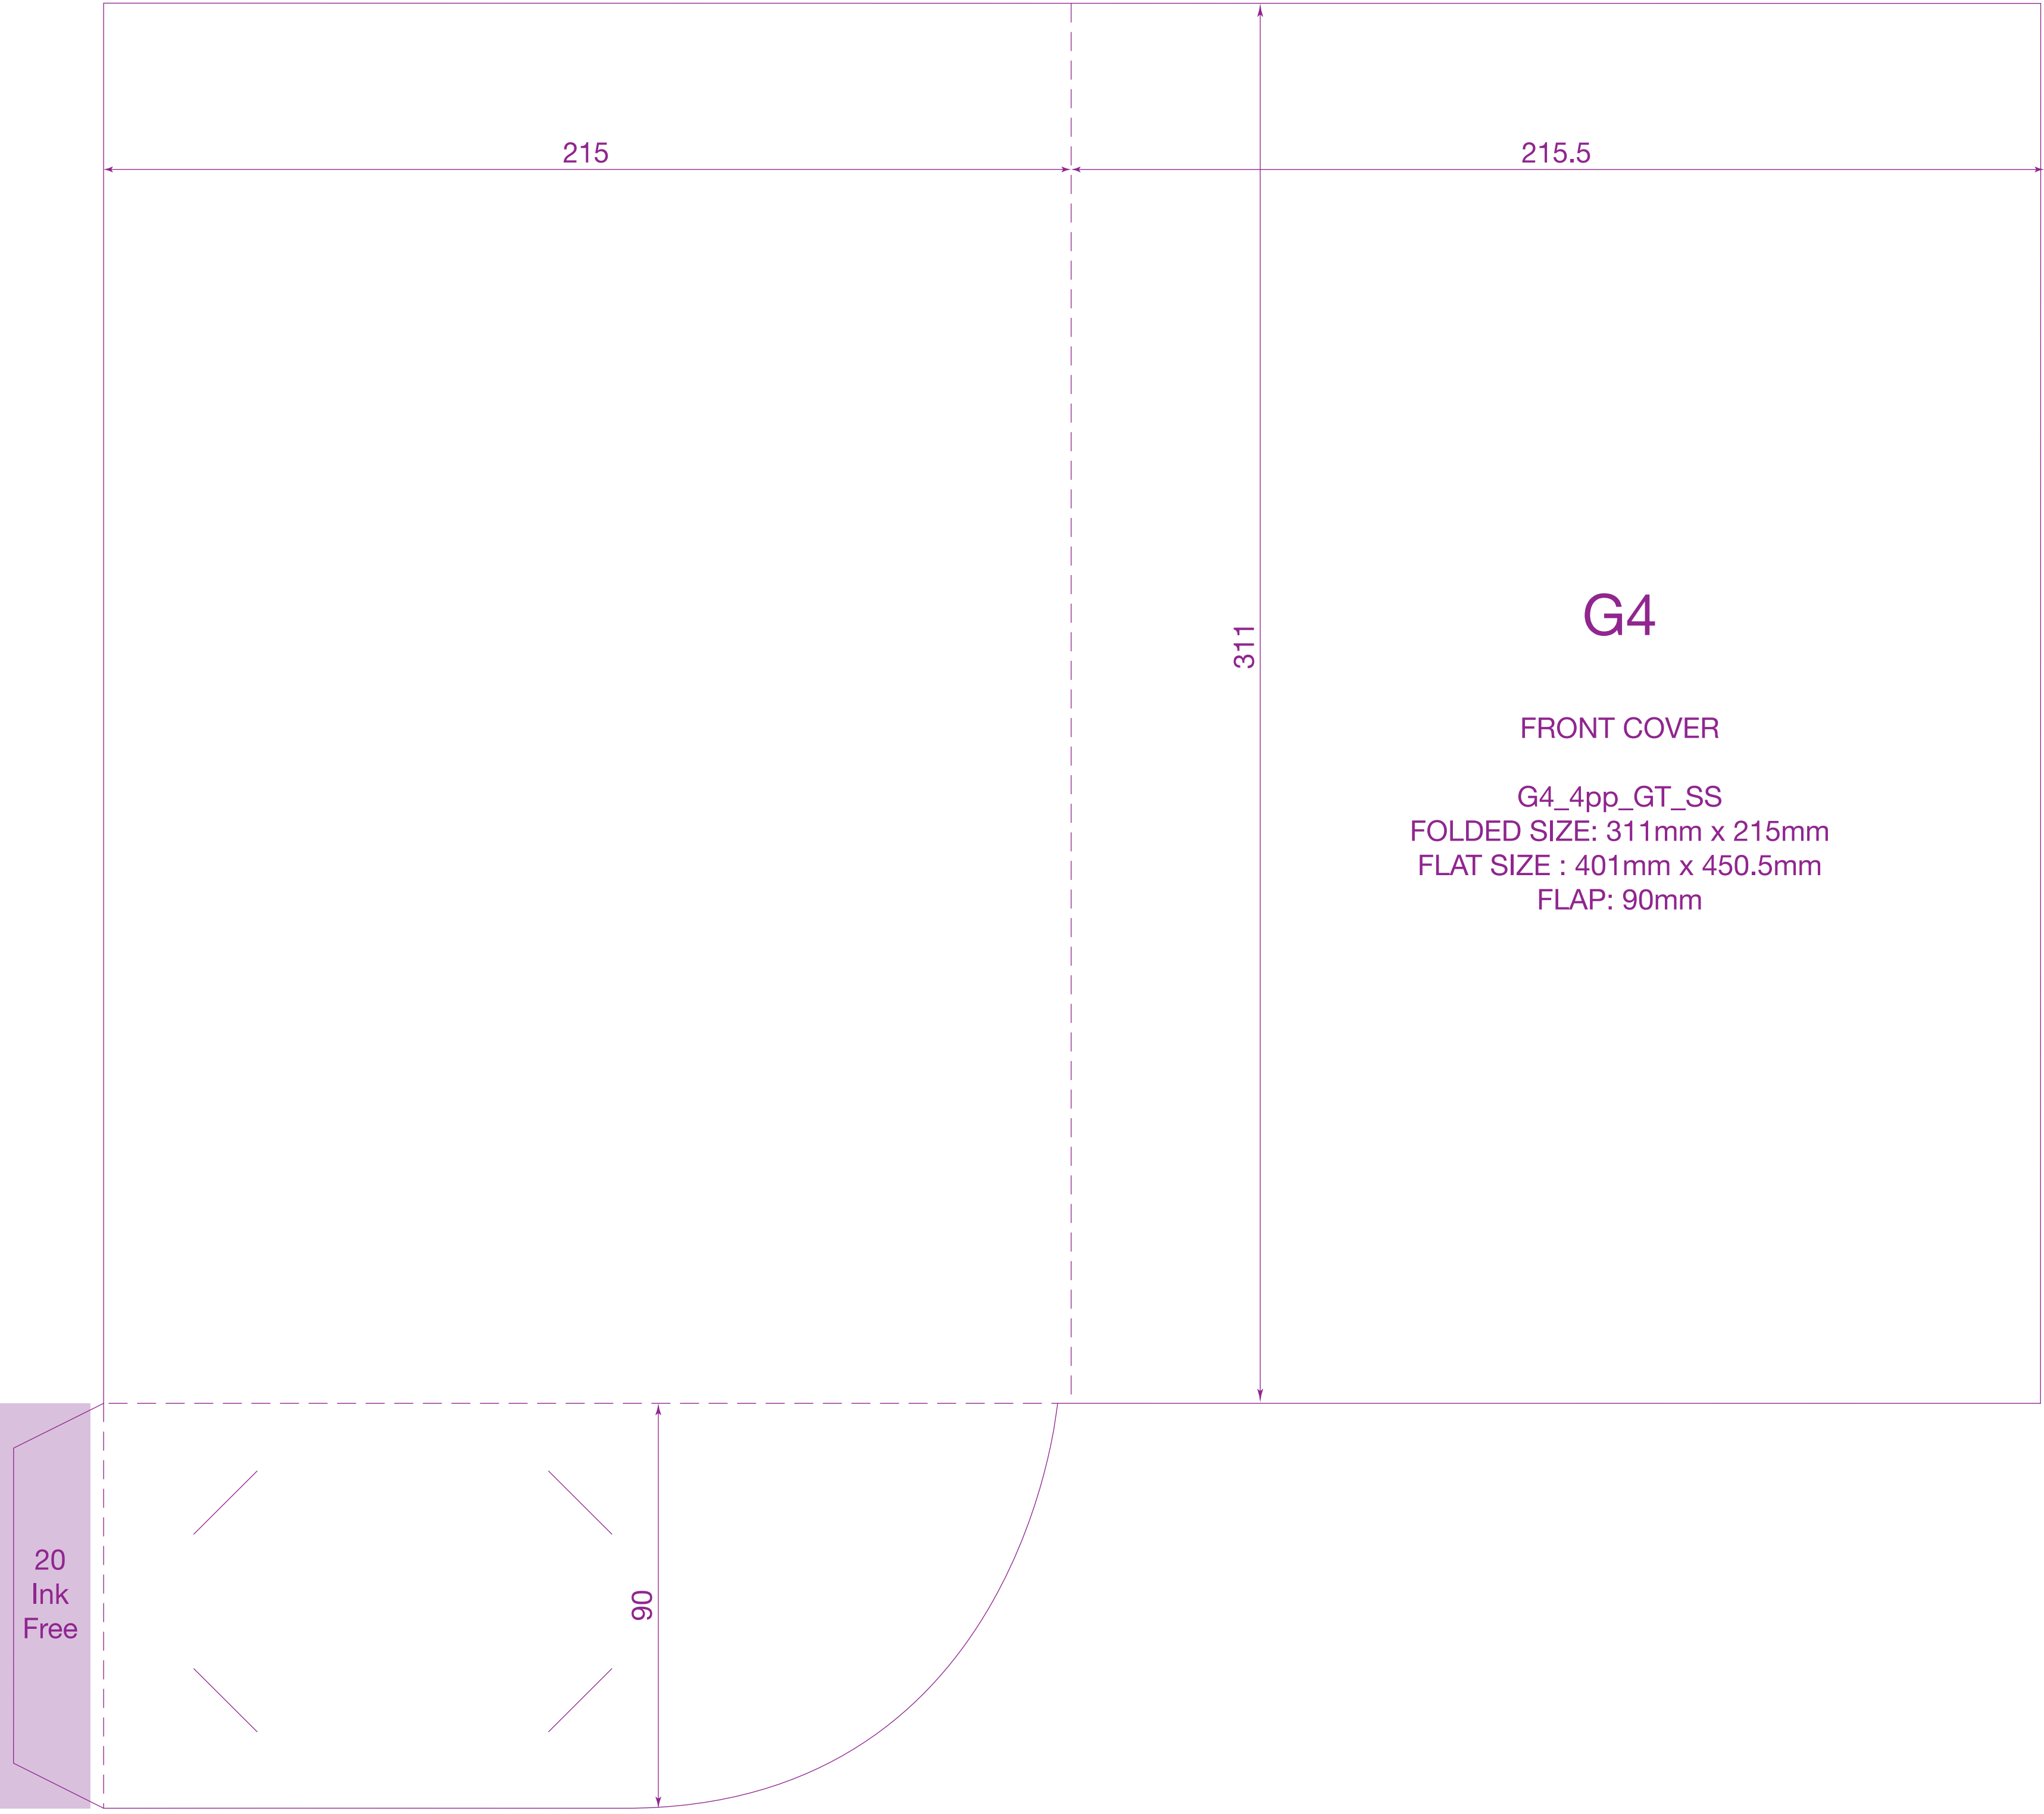 215
215.5
311
G4
FRONT COVER
G4_4pp_GT_SS
FOLDED SIZE: 311mm x 215mm
FLAT SIZE : 401mm x 450.5mm
FLAP: 90mm
20
Ink
Free
90